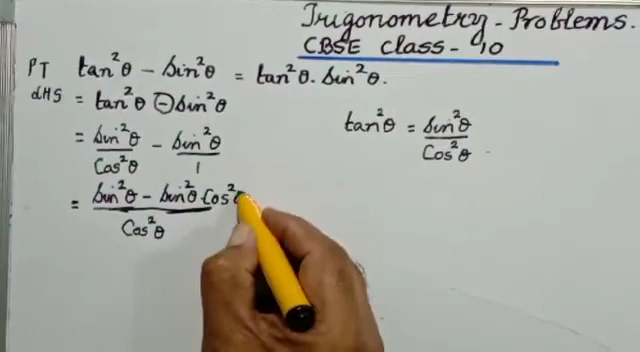 Trigonometry - Problems.
CBSE Class - 10
PT tan²θ - sin²θ = tan²θ . sin²θ.
LHS = tan²θ - sin²θ
= sin²θ/Cos²θ - sin²θ/1
tan²θ = sin²θ/Cos²θ
= sin²θ - sin²θ . Cos²θ/Cos²θ